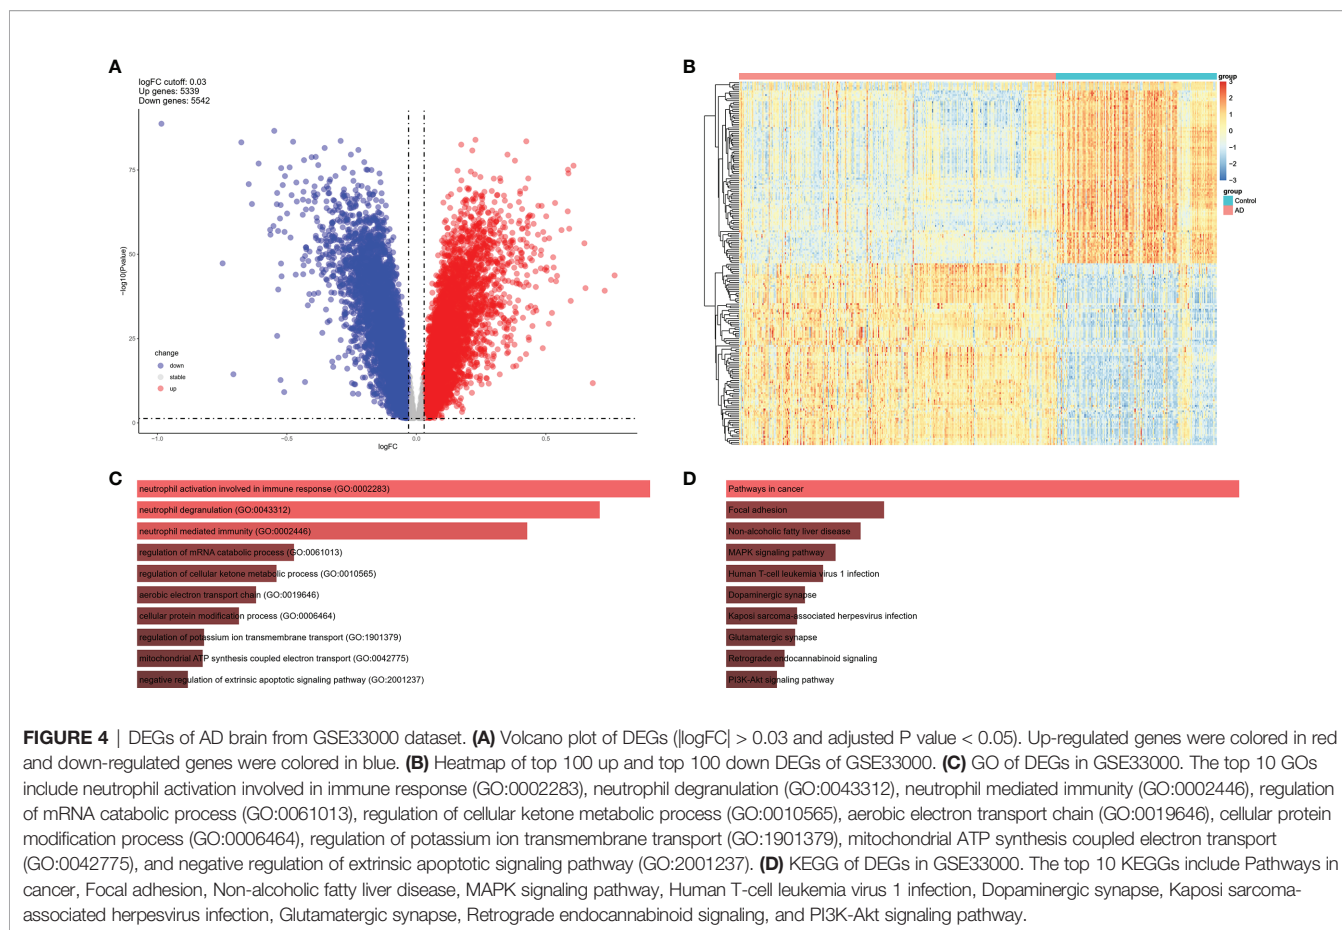 A
logFC cutoff: 0.03
Up genes: 5339
Down genes: 5542
75
50
25
0
−log10(Pvalue)
change
down
stable
up
−1.0
−0.5
0.0
0.5
logFC
B
group
3
2
1
0
−1
−2
−3
group
Control
AD
C
neutrophil activation involved in immune response (GO:0002283)
neutrophil degranulation (GO:0043312)
neutrophil mediated immunity (GO:0002446)
regulation of mRNA catabolic process (GO:0061013)
regulation of cellular ketone metabolic process (GO:0010565)
aerobic electron transport chain (GO:0019646)
cellular protein modification process (GO:0006464)
regulation of potassium ion transmembrane transport (GO:1901379)
mitochondrial ATP synthesis coupled electron transport (GO:0042775)
negative regulation of extrinsic apoptotic signaling pathway (GO:2001237)
D
Pathways in cancer
Focal adhesion
Non-alcoholic fatty liver disease
MAPK signaling pathway
Human T-cell leukemia virus 1 infection
Dopaminergic synapse
Kaposi sarcoma-associated herpesvirus infection
Glutamatergic synapse
Retrograde endocannabinoid signaling
PI3K-Akt signaling pathway
FIGURE 4 | DEGs of AD brain from GSE33000 dataset. (A) Volcano plot of DEGs (|logFC| > 0.03 and adjusted P value < 0.05). Up-regulated genes were colored in red
and down-regulated genes were colored in blue. (B) Heatmap of top 100 up and top 100 down DEGs of GSE33000. (C) GO of DEGs in GSE33000. The top 10 GOs
include neutrophil activation involved in immune response (GO:0002283), neutrophil degranulation (GO:0043312), neutrophil mediated immunity (GO:0002446), regulation
of mRNA catabolic process (GO:0061013), regulation of cellular ketone metabolic process (GO:0010565), aerobic electron transport chain (GO:0019646), cellular protein
modification process (GO:0006464), regulation of potassium ion transmembrane transport (GO:1901379), mitochondrial ATP synthesis coupled electron transport
(GO:0042775), and negative regulation of extrinsic apoptotic signaling pathway (GO:2001237). (D) KEGG of DEGs in GSE33000. The top 10 KEGGs include Pathways in
cancer, Focal adhesion, Non-alcoholic fatty liver disease, MAPK signaling pathway, Human T-cell leukemia virus 1 infection, Dopaminergic synapse, Kaposi sarcoma-
associated herpesvirus infection, Glutamatergic synapse, Retrograde endocannabinoid signaling, and PI3K-Akt signaling pathway.